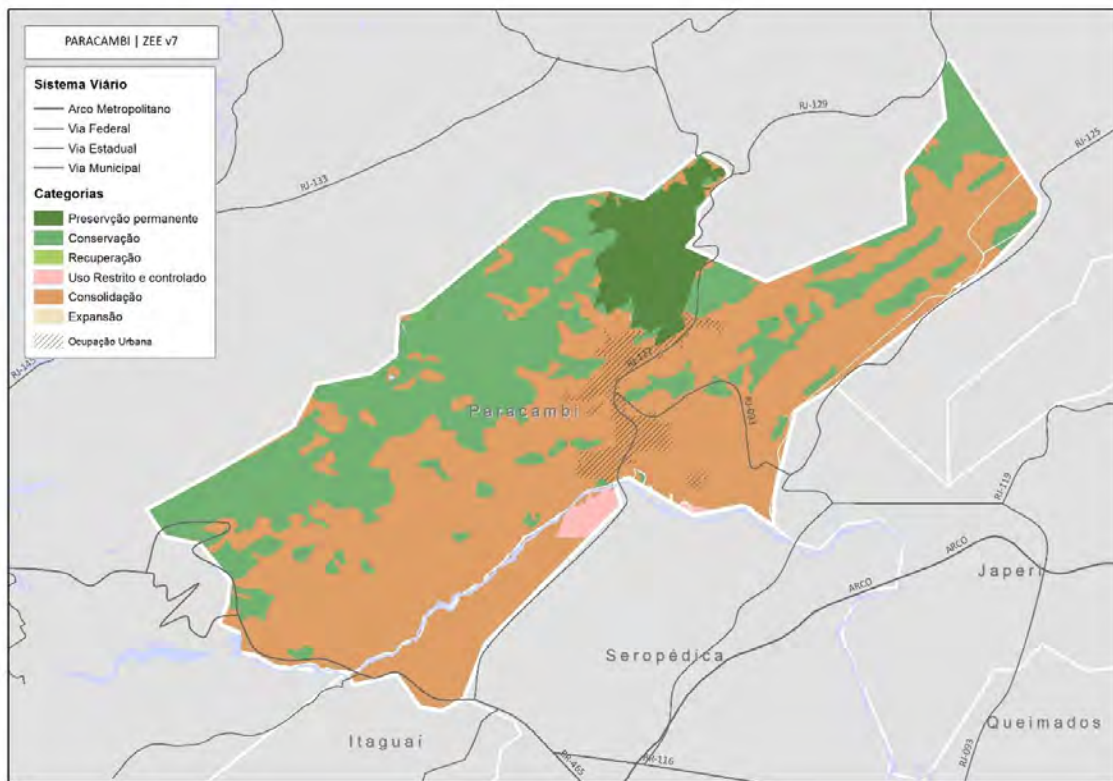 PARACAMBI | ZEE v7
Sistema Viário
Arco Metropolitano
Via Federal
Via Estadual
Via Municipal
Categorias
Preservção permanente
Conservação
Recuperação
Uso Restrito e controlado
Consolidação
Expansão
Ocupação Urbana
RJ-129
RJ-125
RJ-133
RJ-145
RJ-127
Paracambi
RJ-093
RJ-119
ARCO
Japeri
ARCO
Seropédica
Queimados
Itaguaí
RJ-093
BR-116